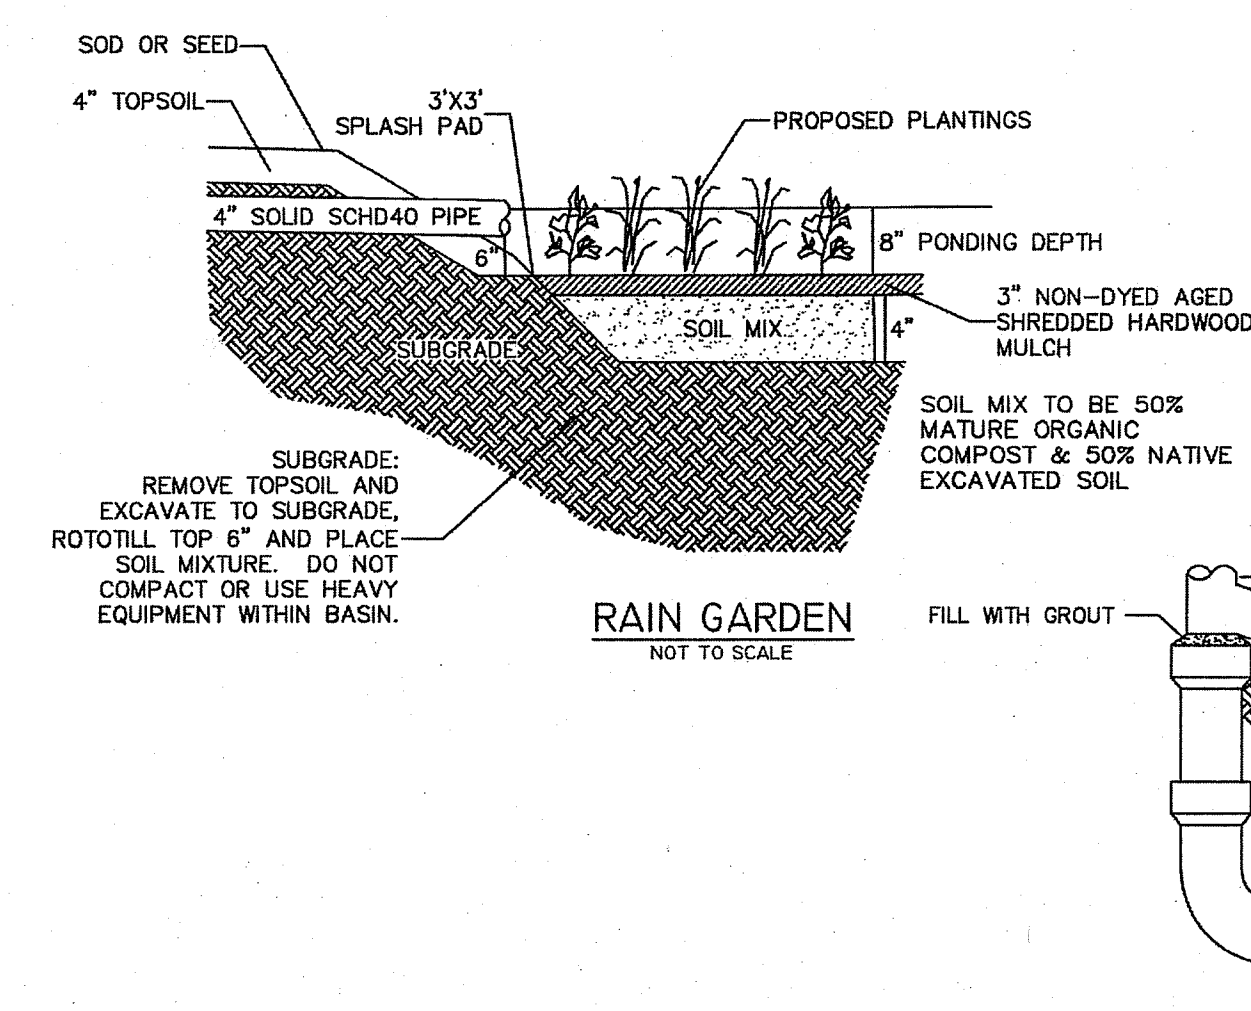 SOD OR SEED
4" TOPSOIL
3'X3'
SPLASH PAD
PROPOSED PLANTINGS
4" SOLID SCHD40 PIPE
6"
8" PONDING DEPTH
3" NON-DYED AGED
SHREDDED HARDWOOD
MULCH
SOIL MIX
4"
SUBGRADE
SOIL MIX TO BE 50%
MATURE ORGANIC
COMPOST & 50% NATIVE
EXCAVATED SOIL
SUBGRADE:
REMOVE TOPSOIL AND
EXCAVATE TO SUBGRADE,
ROTOTILL TOP 6" AND PLACE
SOIL MIXTURE. DO NOT
COMPACT OR USE HEAVY
EQUIPMENT WITHIN BASIN.
RAIN GARDEN
NOT TO SCALE
FILL WITH GROUT